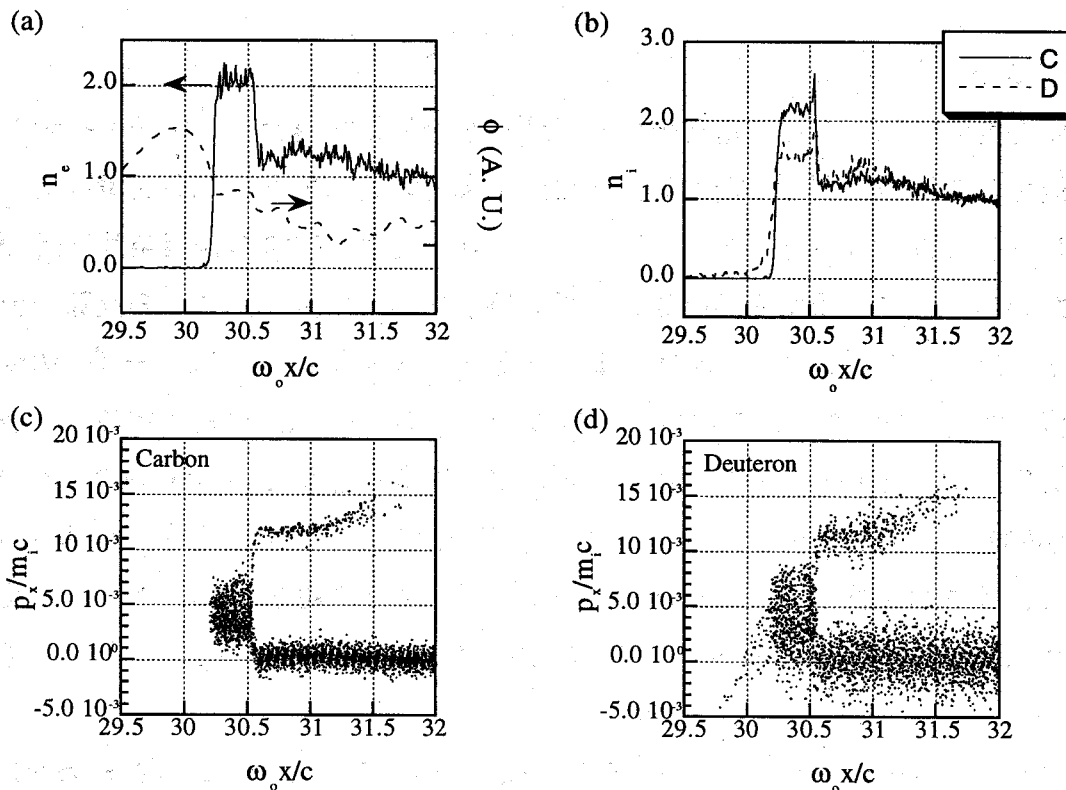 (a)
2.0
1.0
0.0
n_e
ϕ (A. U.)
29.5 30 30.5 31 31.5 32
ω_o x/c
(b)
3.0
2.0
1.0
0.0
n_i
C
D
29.5 30 30.5 31 31.5 32
ω_o x/c
(c)
Carbon
20 10^-3
15 10^-3
10 10^-3
5.0 10^-3
0.0 10^0
-5.0 10^-3
p_x/m_i c
29.5 30 30.5 31 31.5 32
ω_o x/c
(d)
Deuteron
20 10^-3
15 10^-3
10 10^-3
5.0 10^-3
0.0 10^0
-5.0 10^-3
p_x/m_i c
29.5 30 30.5 31 31.5 32
ω_o x/c